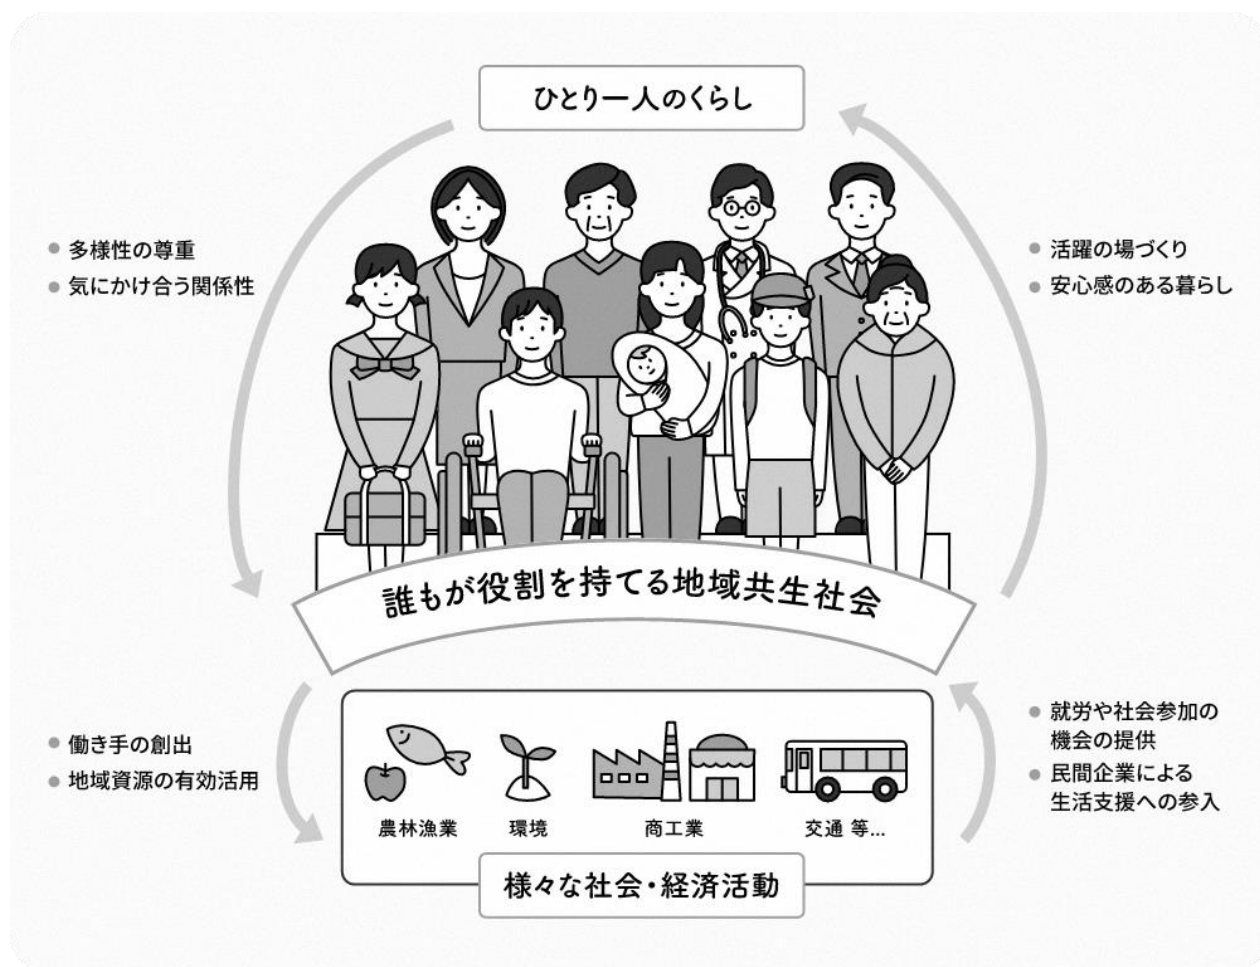 ひとり一人のくらし
多様性の尊重
気にかけ合う関係性
活躍の場づくり
安心感のある暮らし
誰もが役割を持てる地域共生社会
働き手の創出
地域資源の有効活用
就労や社会参加の
機会の提供
民間企業による
生活支援への参入
農林漁業
環境
商工業
交通 等...
様々な社会・経済活動